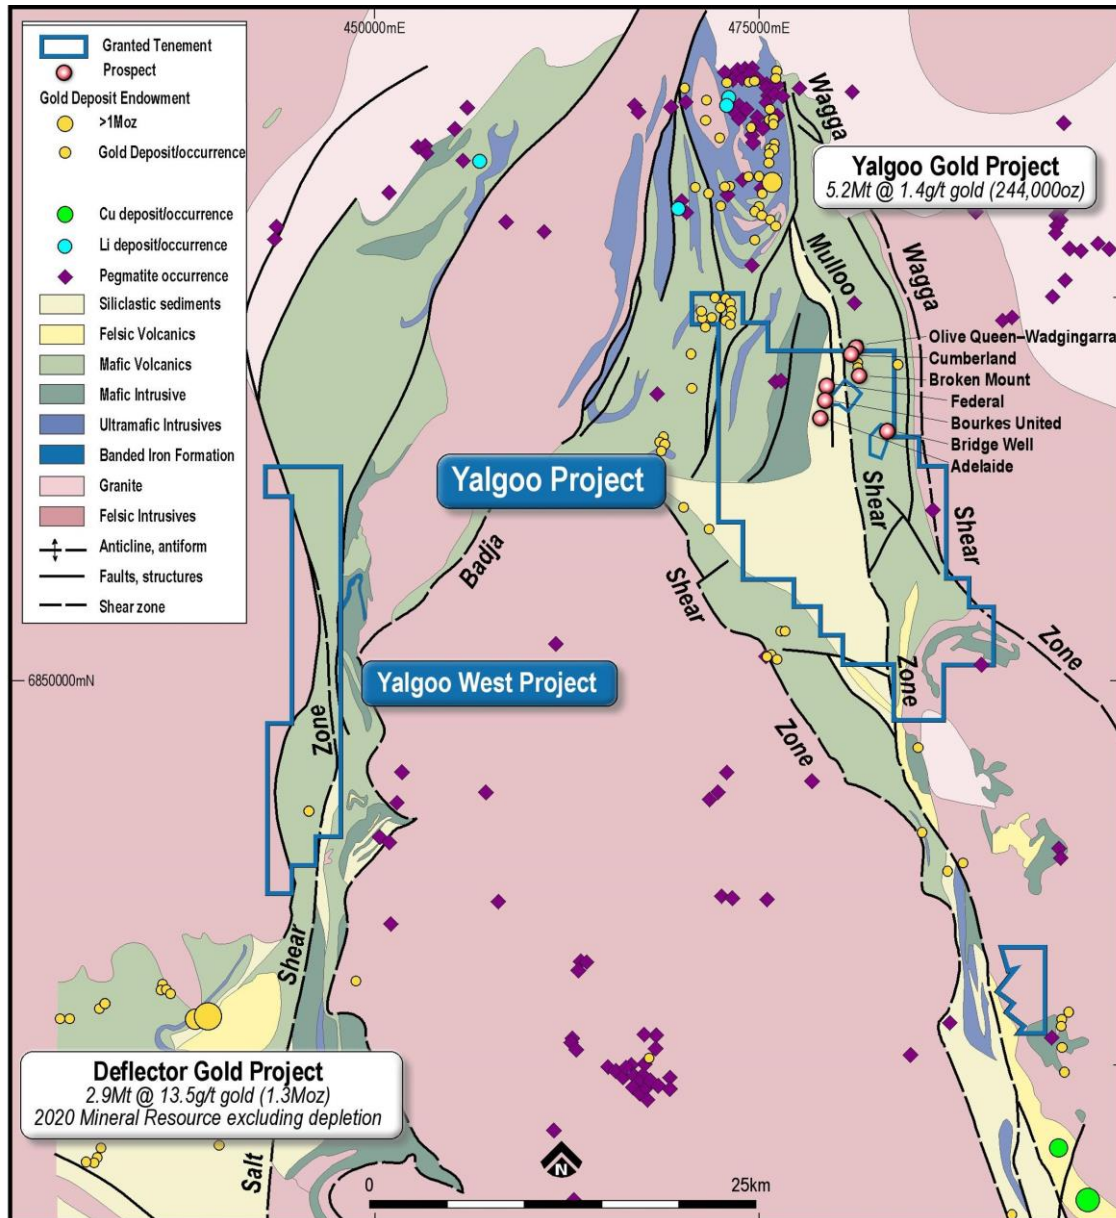 450000mE
475000mE
Granted Tenement
Prospect
Gold Deposit Endowment
>1Moz
Gold Deposit/occurrence
Cu deposit/occurrence
Li deposit/occurrence
Pegmatite occurrence
Siliclastic sediments
Felsic Volcanics
Mafic Volcanics
Mafic Intrusive
Ultramafic Intrusives
Banded Iron Formation
Granite
Felsic Intrusives
Anticline, antiform
Faults, structures
Shear zone
Wagga
Yalgoo Gold Project
5.2Mt @ 1.4g/t gold (244,000oz)
Mulloo
Wagga
Olive Queen–Wadgingarra
Cumberland
Broken Mount
Federal
Bourkes United
Bridge Well
Adelaide
Yalgoo Project
Shear
Shear
Badja
Shear
Zone
6850000mN
Yalgoo West Project
Zone
Zone
Zone
Shear
Deflector Gold Project
2.9Mt @ 13.5g/t gold (1.3Moz)
2020 Mineral Resource excluding depletion
Salt
N
0
25km